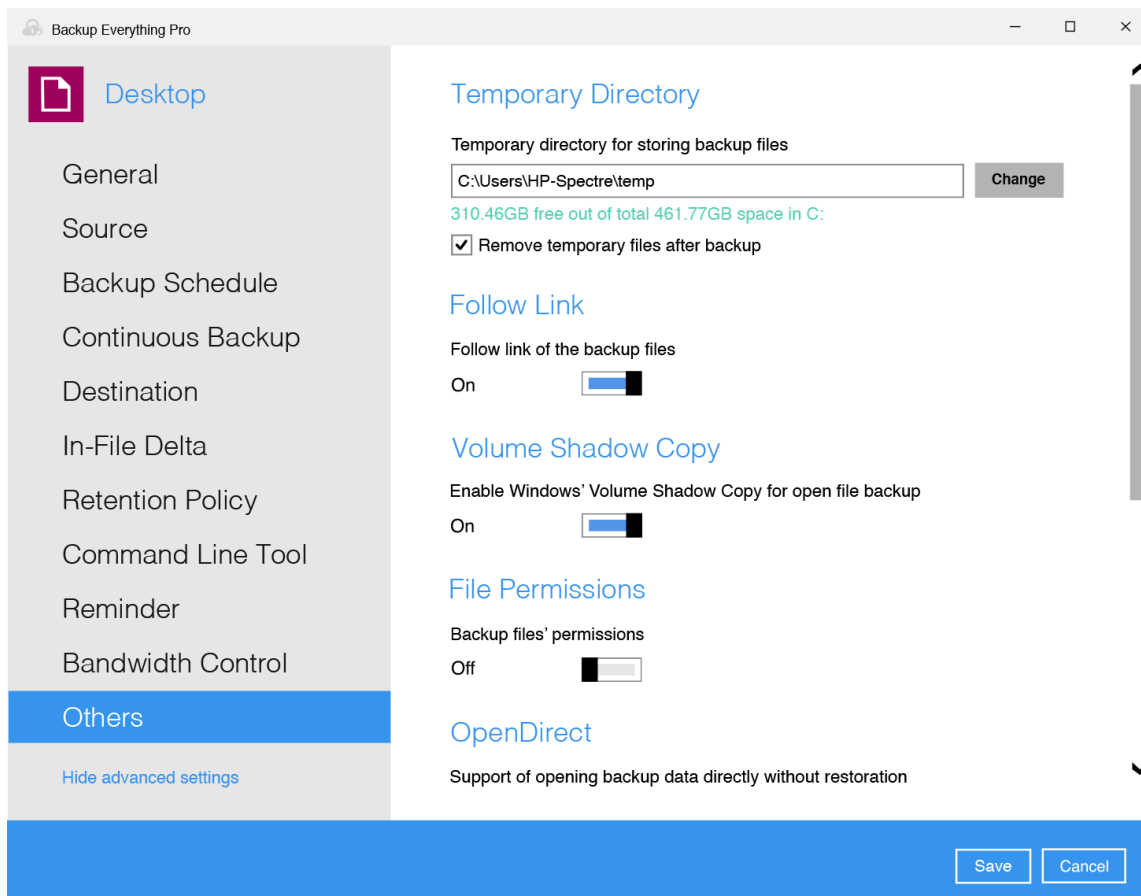 Backup Everything Pro
Desktop
General
Source
Backup Schedule
Continuous Backup
Destination
In-File Delta
Retention Policy
Command Line Tool
Reminder
Bandwidth Control
Others
Hide advanced settings
Temporary Directory
Temporary directory for storing backup files
C:\Users\HP-Spectre\temp
Change
310.46GB free out of total 461.77GB space in C:
Remove temporary files after backup
Follow Link
Follow link of the backup files
On
Volume Shadow Copy
Enable Windows’ Volume Shadow Copy for open file backup
On
File Permissions
Backup files’ permissions
Off
OpenDirect
Support of opening backup data directly without restoration
Save
Cancel